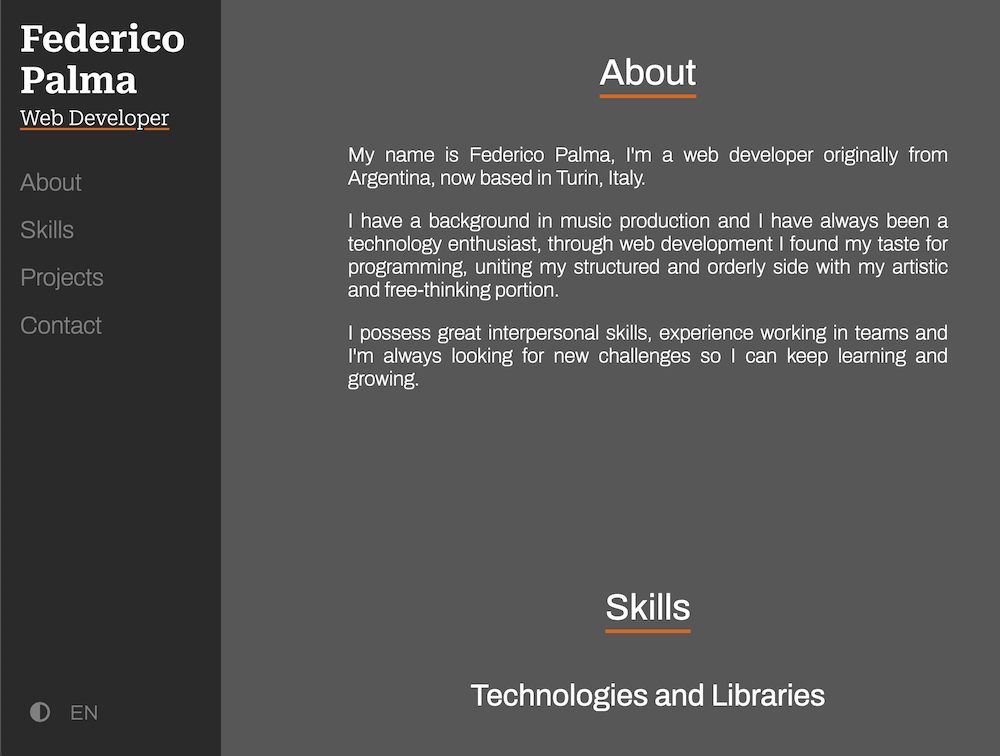 Federico
Palma
Web Developer
About
Skills
Projects
Contact
EN
About
My name is Federico Palma, I'm a web developer originally from
Argentina, now based in Turin, Italy.
I have a background in music production and I have always been a
technology enthusiast, through web development I found my taste for
programming, uniting my structured and orderly side with my artistic
and free-thinking portion.
I possess great interpersonal skills, experience working in teams and
I'm always looking for new challenges so I can keep learning and
growing.
Skills
Technologies and Libraries